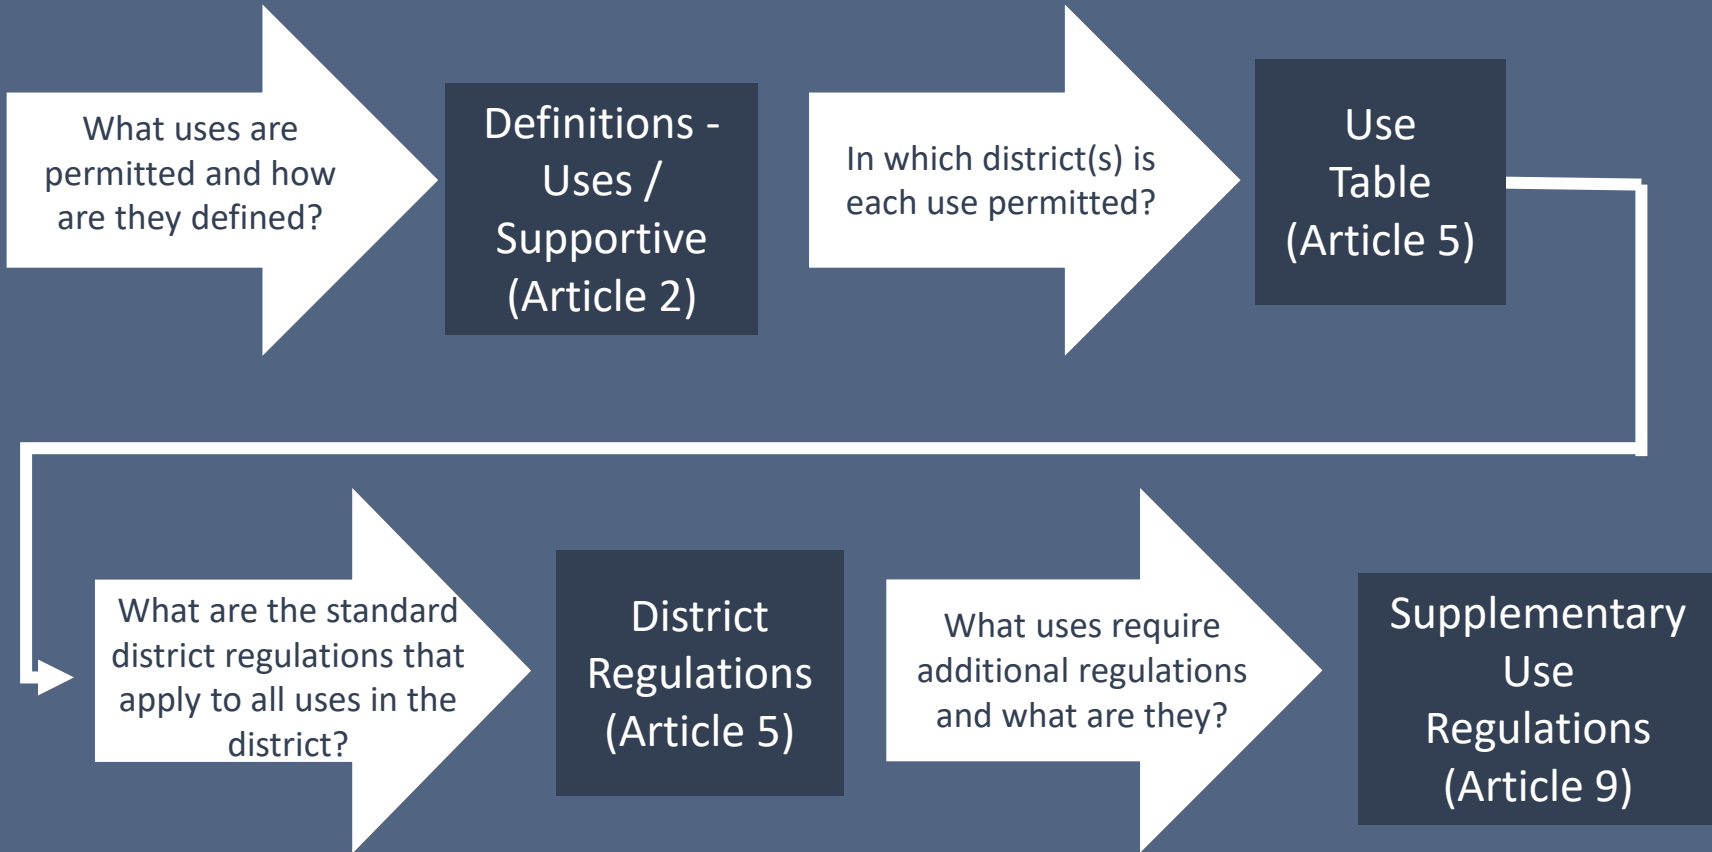 What uses are
permitted and how
are they defined?
Definitions -
Uses /
Supportive
(Article 2)
In which district(s) is
each use permitted?
Use
Table
(Article 5)
What are the standard
district regulations that
apply to all uses in the
district?
District
Regulations
(Article 5)
What uses require
additional regulations
and what are they?
Supplementary
Use
Regulations
(Article 9)